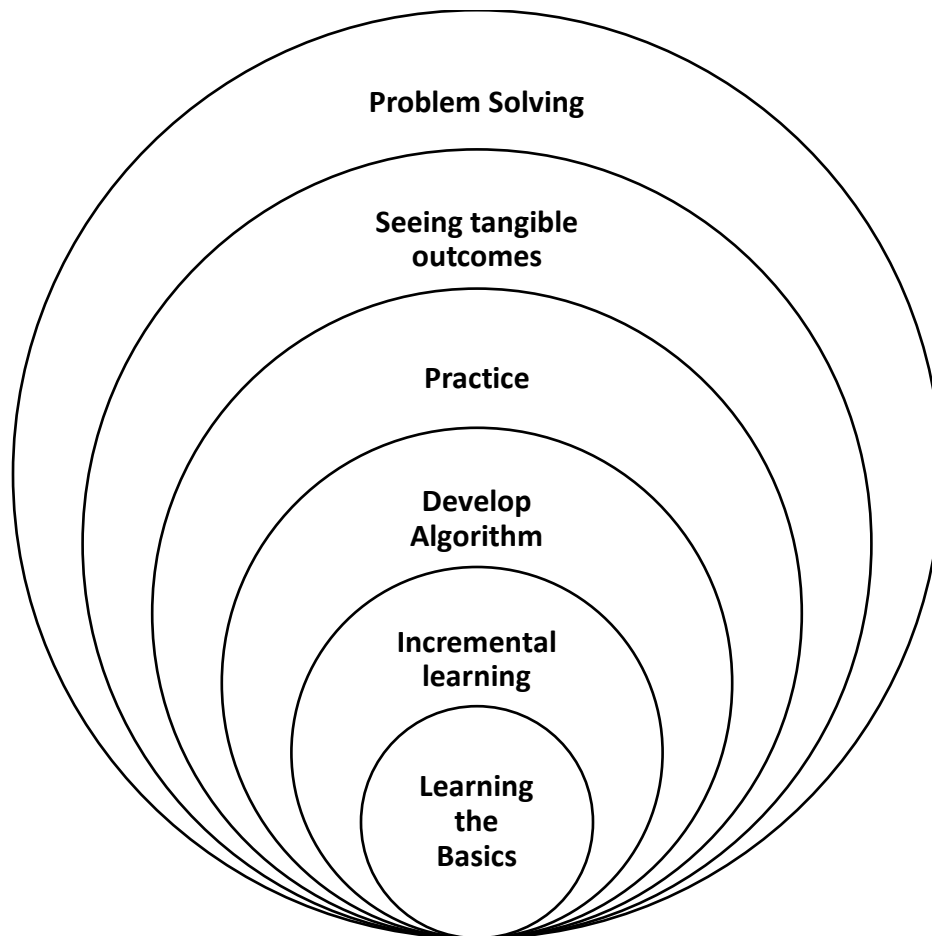 Problem Solving
Seeing tangible
outcomes
Practice
Develop
Algorithm
Incremental
learning
Learning
the
Basics